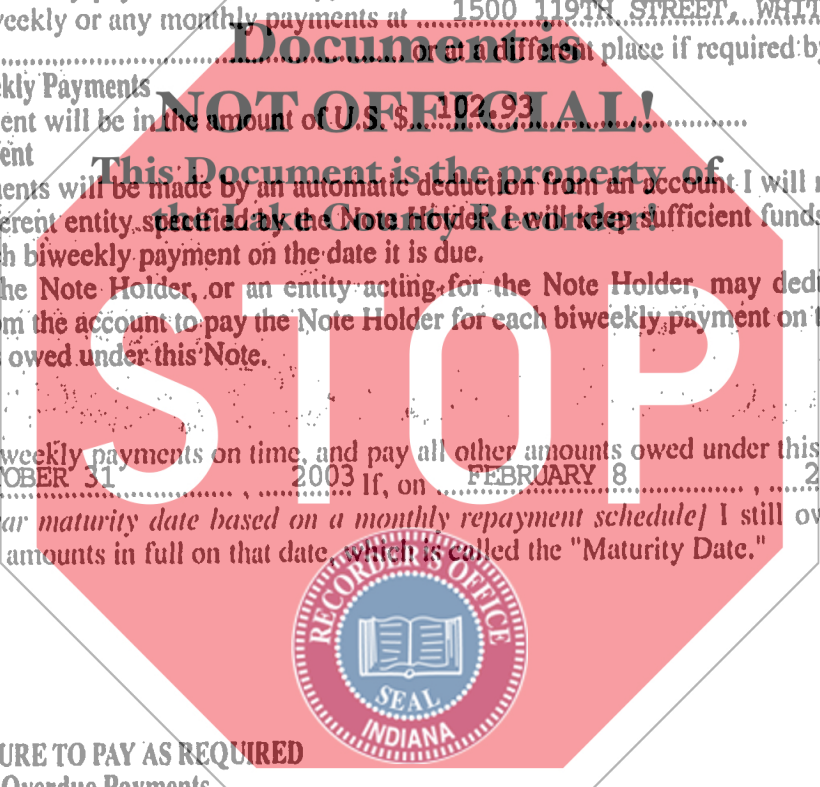 weekly or any monthly payments at 1500 119TH STREET, WHIT
Document is
or at a different place if required by
kly Payments
NOT OFFICIAL!
ent will be in the amount of U.S. $ 102.93
ent
This Document is the property of
ents will be made by an automatic deduction from an account I will
the Lake County Recorder!
erent entity specified by the Note Holder. I will keep sufficient funds
h biweekly payment on the date it is due.
he Note Holder, or an entity acting for the Note Holder, may dedu
om the account to pay the Note Holder for each biweekly payment on t
owed under this Note.
STOP
weekly payments on time, and pay all other amounts owed under this
OBER 31 , 2003 If, on FEBRUARY 8 , 2
ar maturity date based on a monthly repayment schedule] I still ow
amounts in full on that date, which is called the "Maturity Date."
RECORDER'S OFFICE
SEAL
INDIANA
URE TO PAY AS REQUIRED
Overdue Payments